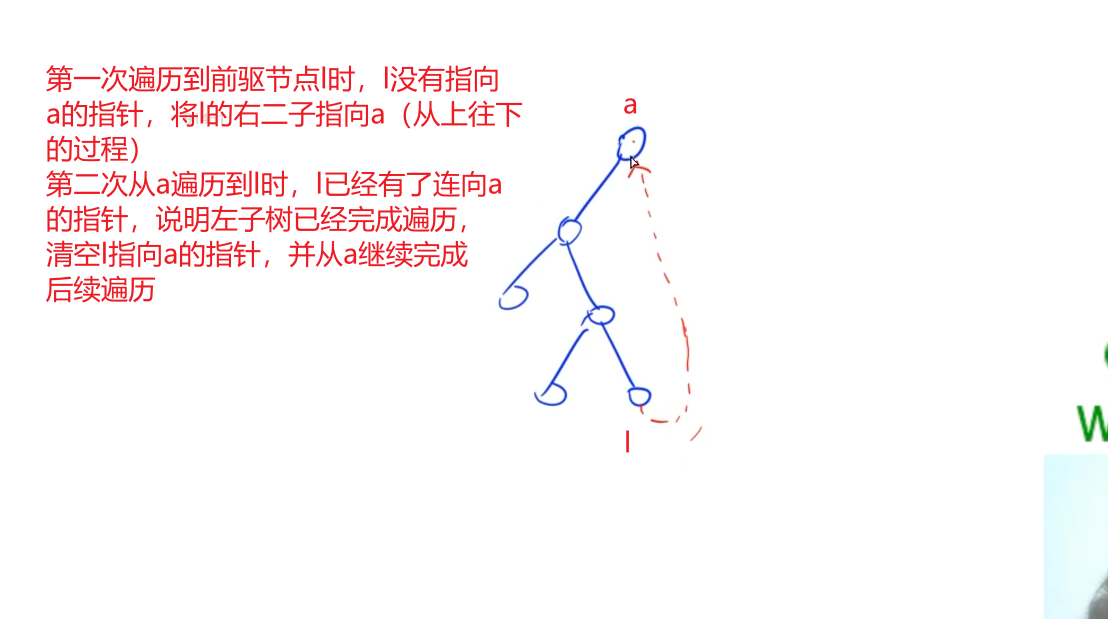 第一次遍历到前驱节点l时，l没有指向
a的指针，将l的右二子指向a（从上往下
的过程）
第二次从a遍历到l时，l已经有了连向a
的指针，说明左子树已经完成遍历，
清空l指向a的指针，并从a继续完成
后续遍历
a
l
W